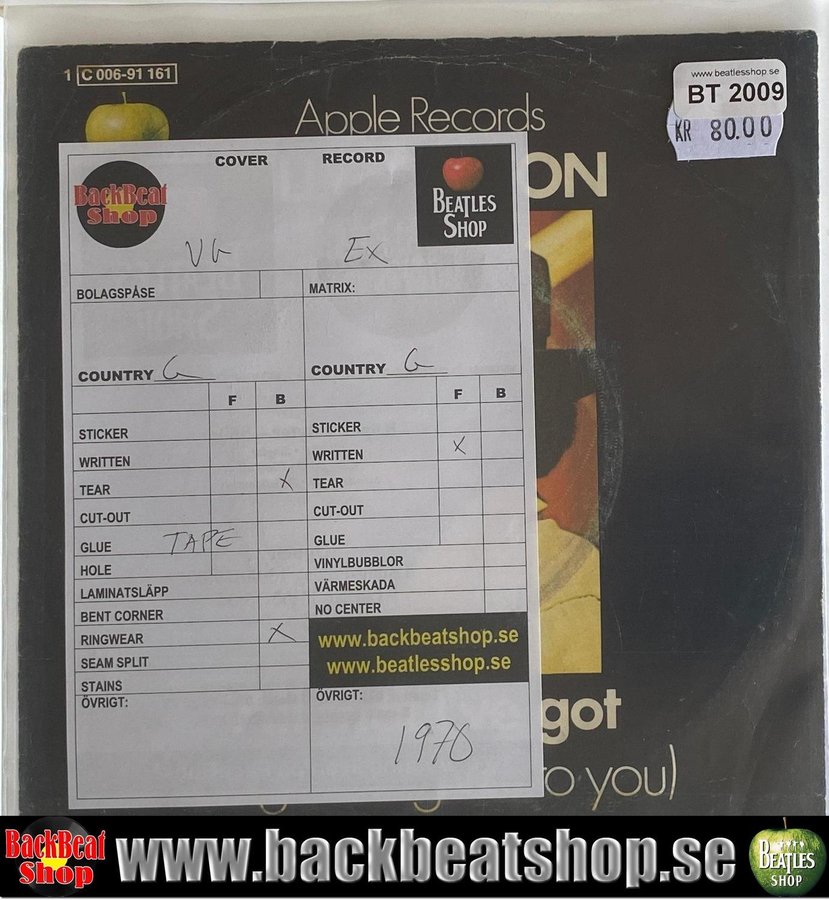 1 C 006-91 161
www.beatlesshop.se
BT 2009
KR 80.00
Apple Records
ON
BackBeat
Shop
COVER RECORD
BEATLES
SHOP
VG Ex
BOLAGSPÅSE MATRIX:
COUNTRY G COUNTRY G
F B F B
STICKER STICKER
WRITTEN WRITTEN X
TEAR X TEAR
CUT-OUT CUT-OUT
GLUE TAPE GLUE
HOLE VINYLBUBBLOR
LAMINATSLÄPP VÄRMESKADA
BENT CORNER NO CENTER
RINGWEAR X www.backbeatshop.se
SEAM SPLIT www.beatlesshop.se
STAINS
ÖVRIGT: ÖVRIGT:
1970
got
to you)
BackBeat
Shop
www.backbeatshop.se
BEATLES
SHOP